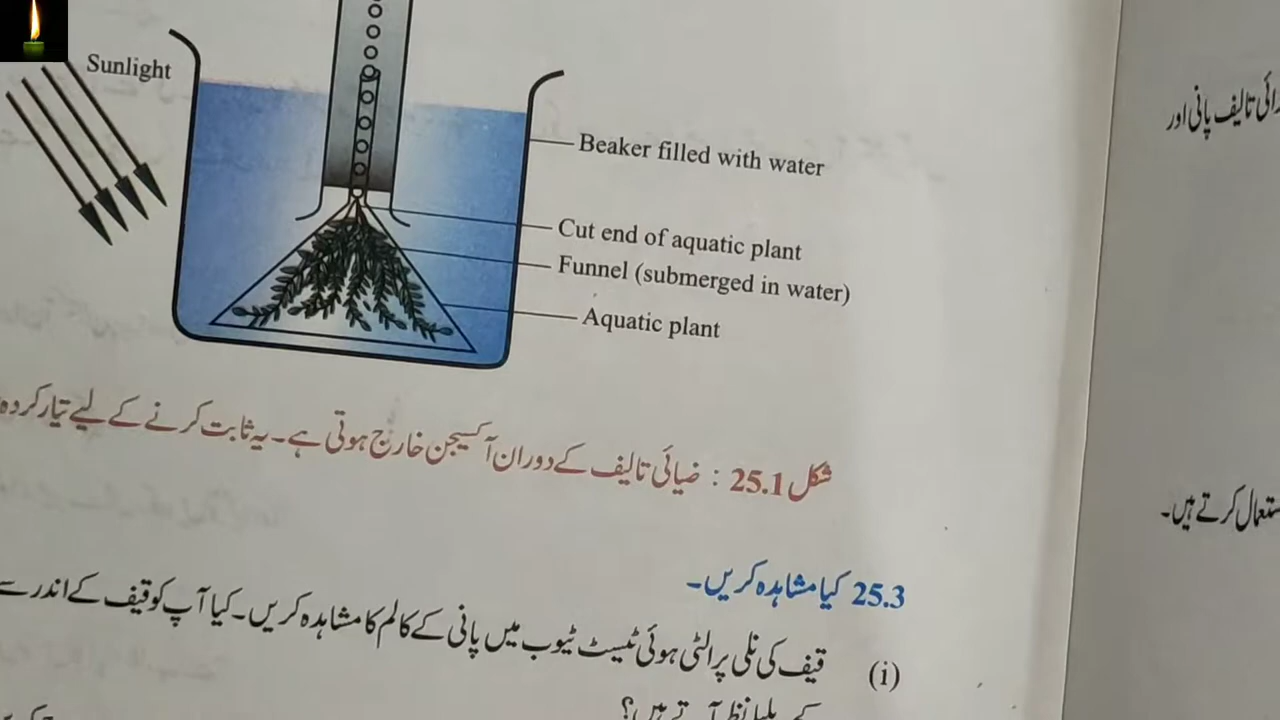 Sunlight
Beaker filled with water
Cut end of aquatic plant
Funnel (submerged in water)
Aquatic plant
شکل 25.1 : ضیائی تالیف کے دوران آکسیجن خارج ہوتی ہے۔ یہ ثابت کرنے کے لیے تیار کردہ
25.3 کیا مشاہدہ کریں۔
(i) قیف کی نلی پر الٹی ہوئی ٹیسٹ ٹیوب میں پانی کے کالم کا مشاہدہ کریں۔ کیا آپ کو قیف کے اندر سے
تالیف پانی اور
کرتے ہیں۔